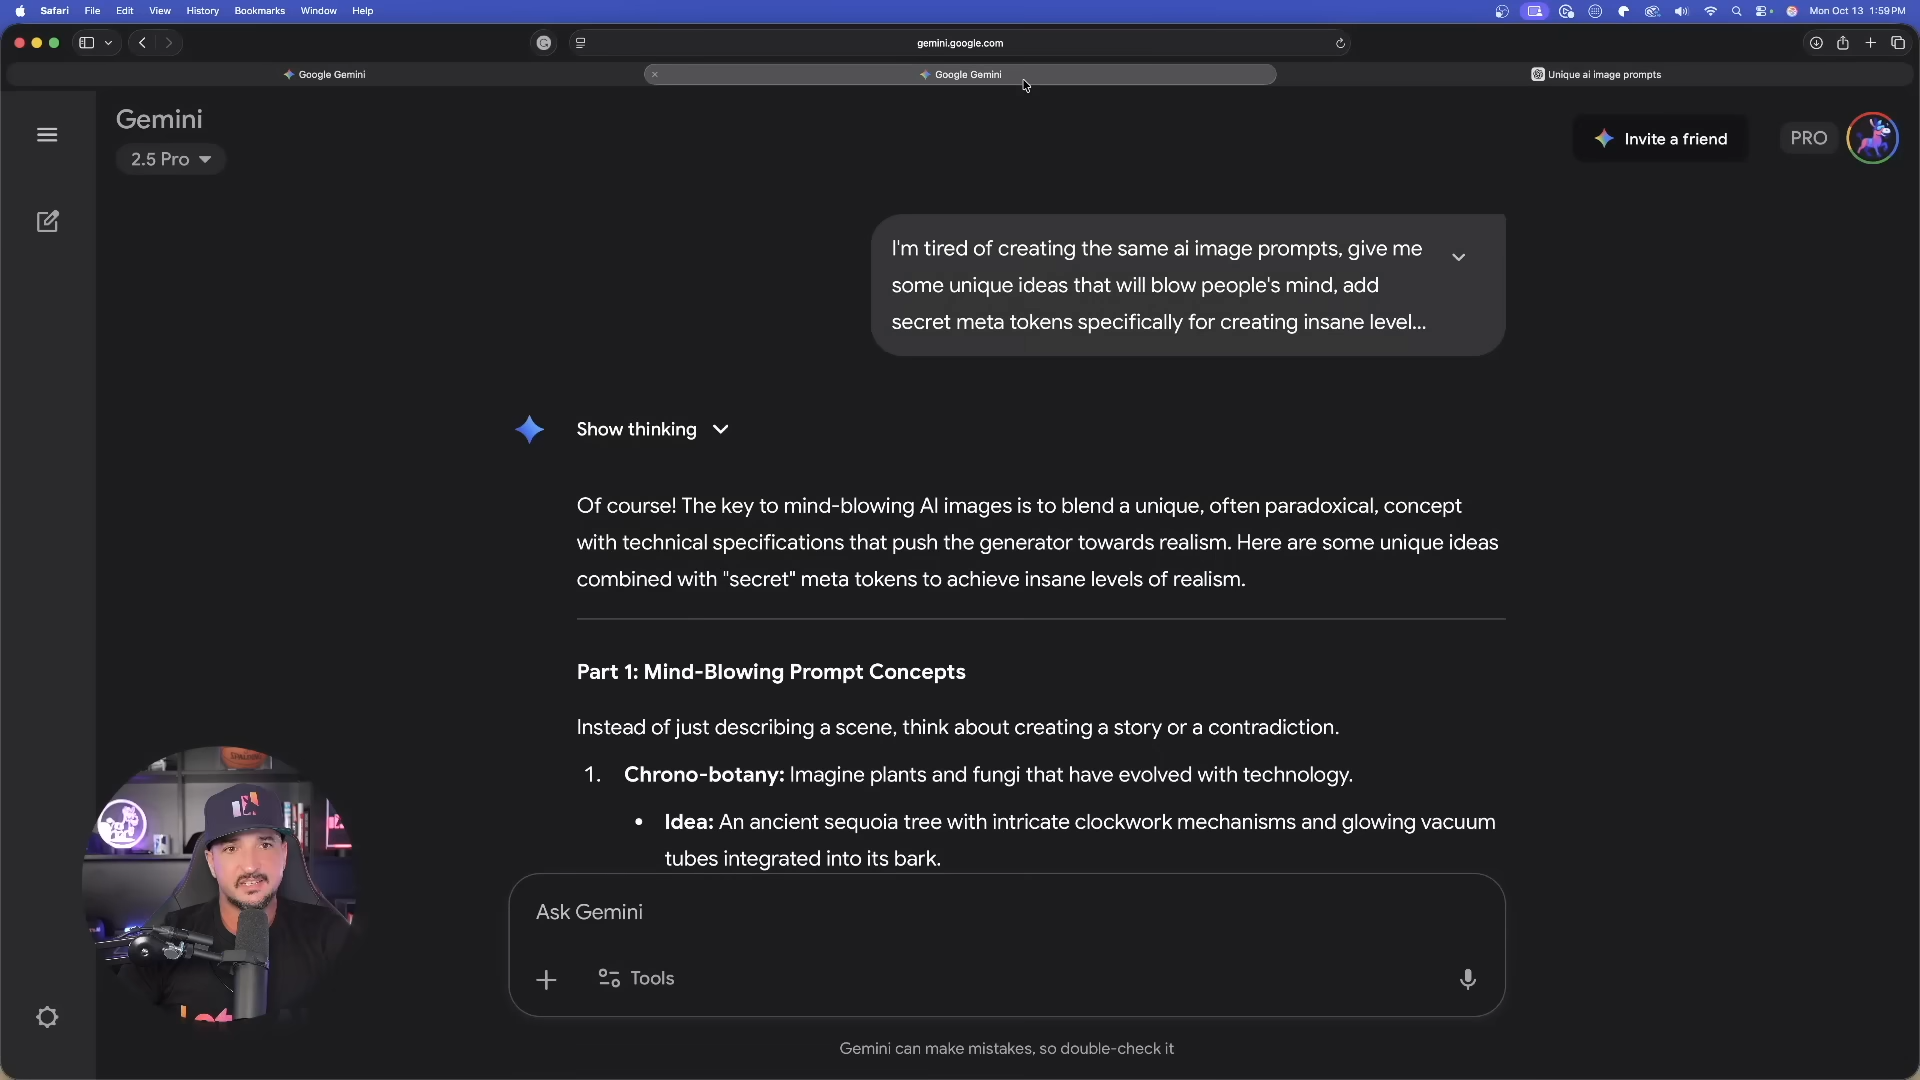 Safari File Edit View History Bookmarks Window Help
Mon Oct 13 1:59 PM
gemini.google.com
Google Gemini
Google Gemini
Unique ai image prompts
Gemini
2.5 Pro
Invite a friend
PRO
I'm tired of creating the same ai image prompts, give me
some unique ideas that will blow people's mind, add
secret meta tokens specifically for creating insane level...
Show thinking
Of course! The key to mind-blowing AI images is to blend a unique, often paradoxical, concept
with technical specifications that push the generator towards realism. Here are some unique ideas
combined with "secret" meta tokens to achieve insane levels of realism.
Part 1: Mind-Blowing Prompt Concepts
Instead of just describing a scene, think about creating a story or a contradiction.
1. Chrono-botany: Imagine plants and fungi that have evolved with technology.
• Idea: An ancient sequoia tree with intricate clockwork mechanisms and glowing vacuum
tubes integrated into its bark.
SPALDING
Ask Gemini
Tools
Gemini can make mistakes, so double-check it